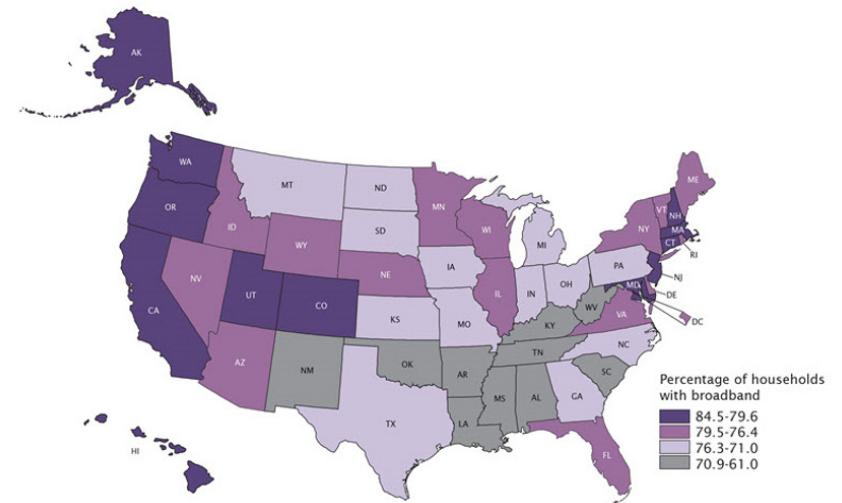 AK
WA
MT
ND
ME
OR
ID
MN
VT
NH
SD
WI
NY
MA
WY
MI
CT
RI
IA
PA
NV
NE
NJ
UT
IL
IN
OH
MD
DE
CA
CO
WV
KS
MO
KY
VA
DC
AZ
NM
OK
TN
NC
AR
SC
MS
AL
GA
TX
LA
FL
HI
Percentage of households
with broadband
84.5-79.6
79.5-76.4
76.3-71.0
70.9-61.0